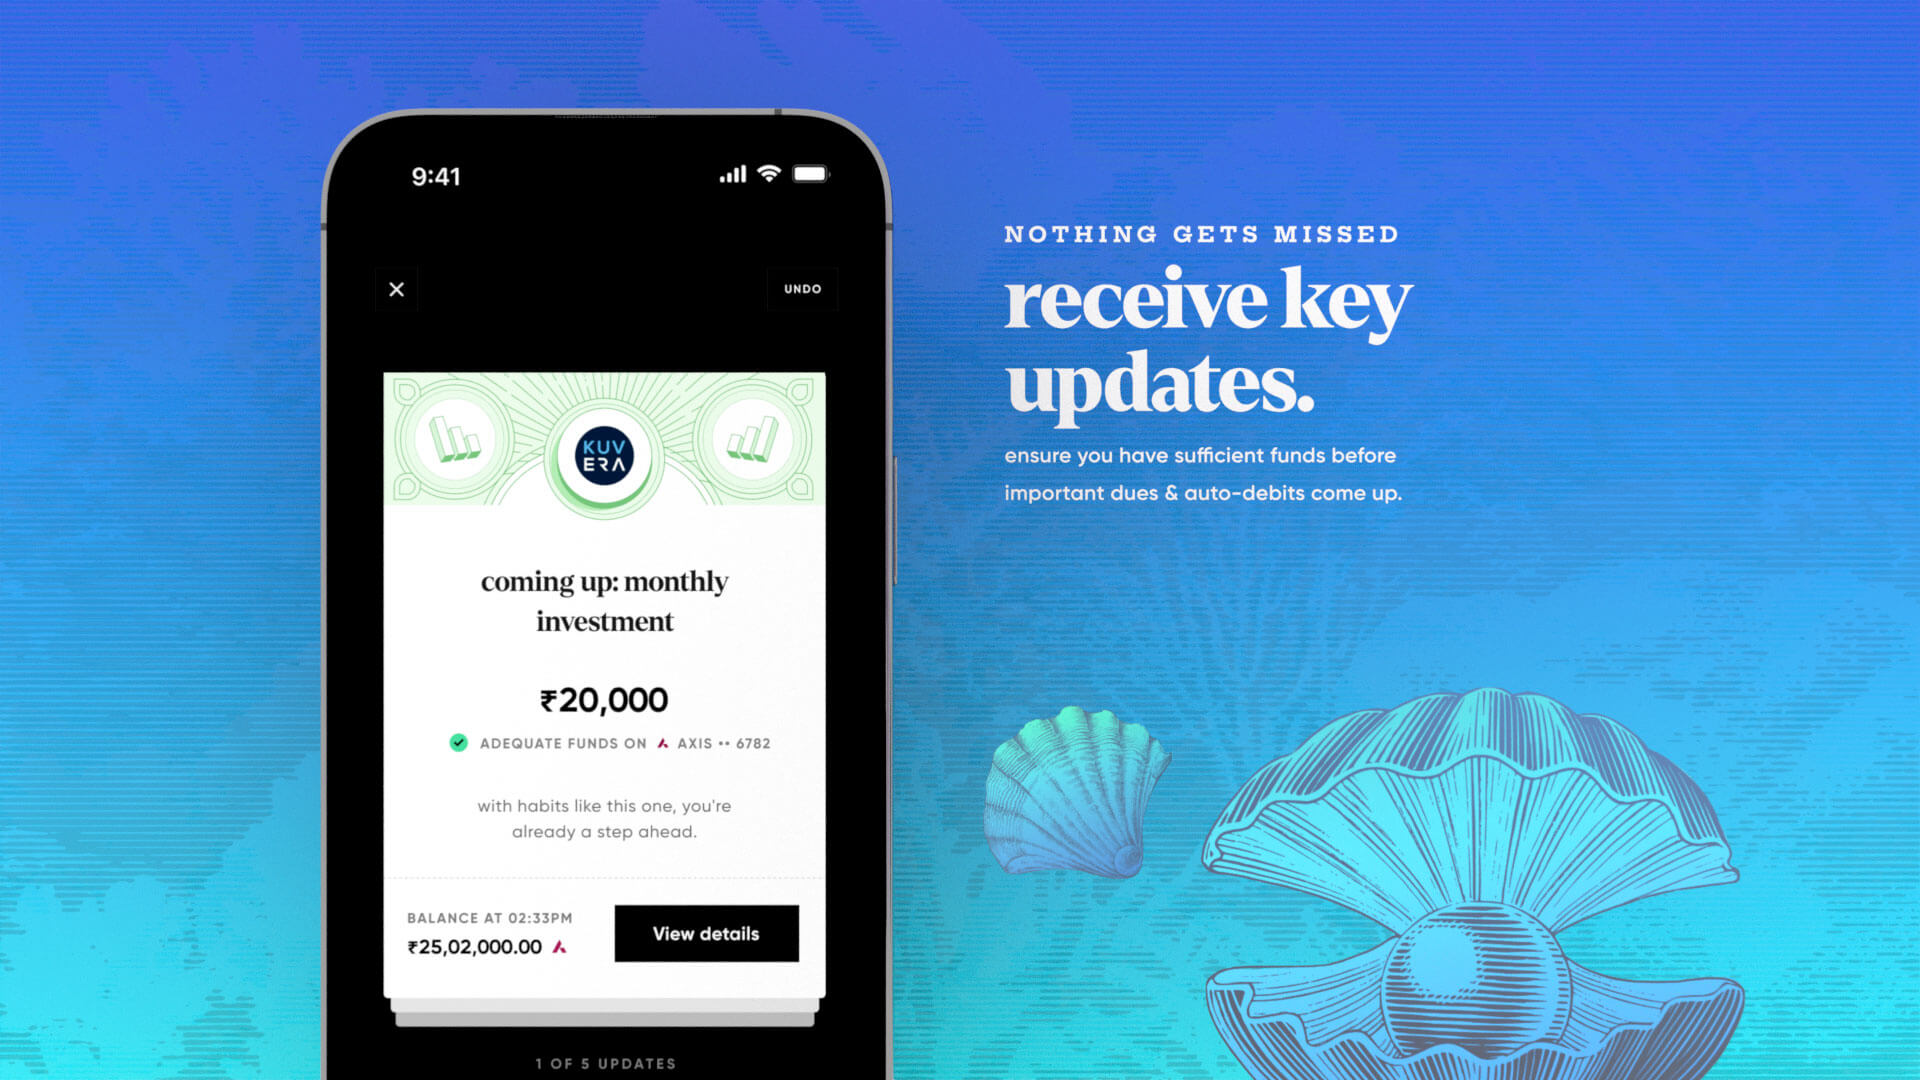 9:41
UNDO
KUV
ERA
coming up: monthly
investment
₹20,000
ADEQUATE FUNDS ON AXIS •• 6782
with habits like this one, you're
already a step ahead.
BALANCE AT 02:33PM
₹25,02,000.00
View details
1 OF 5 UPDATES
NOTHING GETS MISSED
receive key
updates.
ensure you have sufficient funds before
important dues & auto-debits come up.